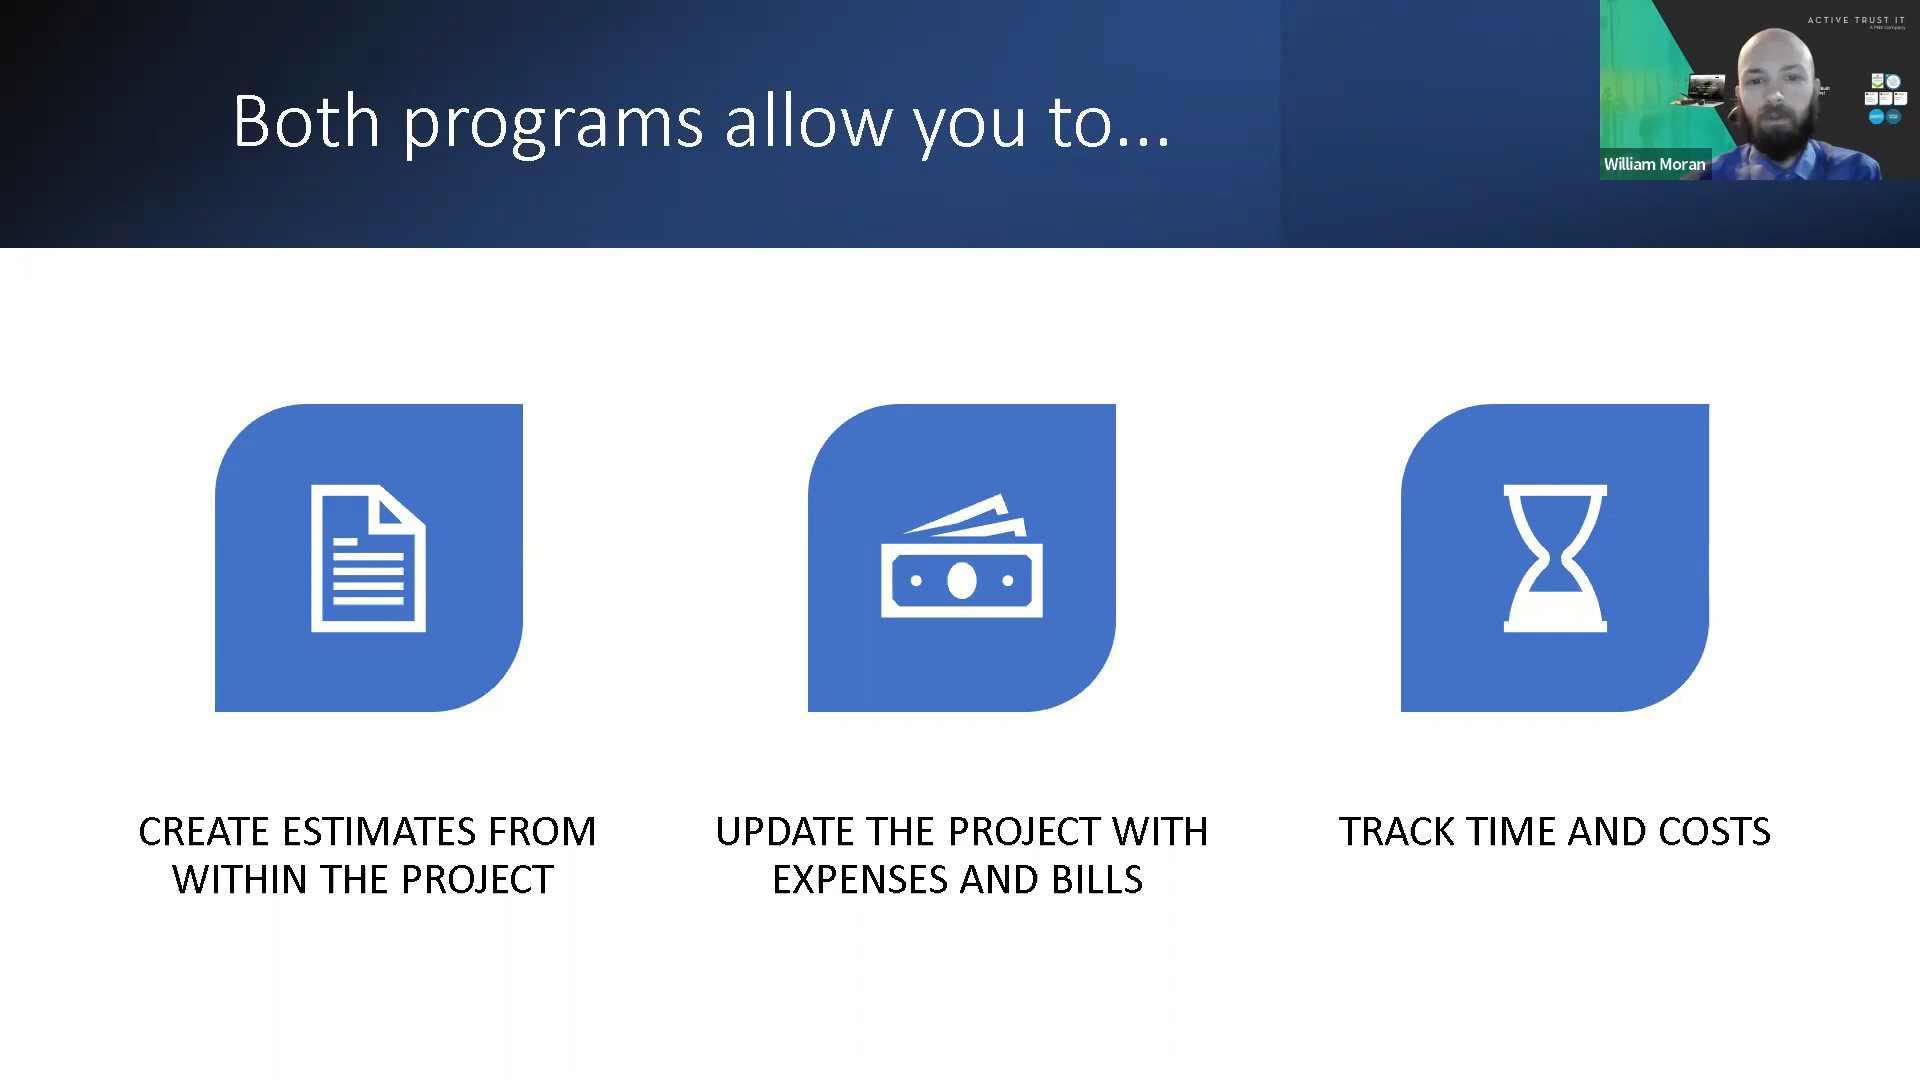 Both programs allow you to...
ACTIVE TRUST IT
William Moran
CREATE ESTIMATES FROM
WITHIN THE PROJECT
UPDATE THE PROJECT WITH
EXPENSES AND BILLS
TRACK TIME AND COSTS